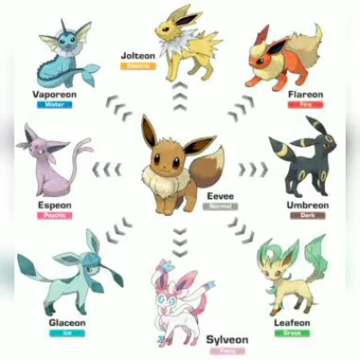 Jolteon
Electric
Vaporeon
Water
Flareon
Fire
Espeon
Psychic
Eevee
Normal
Umbreon
Dark
Glaceon
Ice
Sylveon
Fairy
Leafeon
Grass